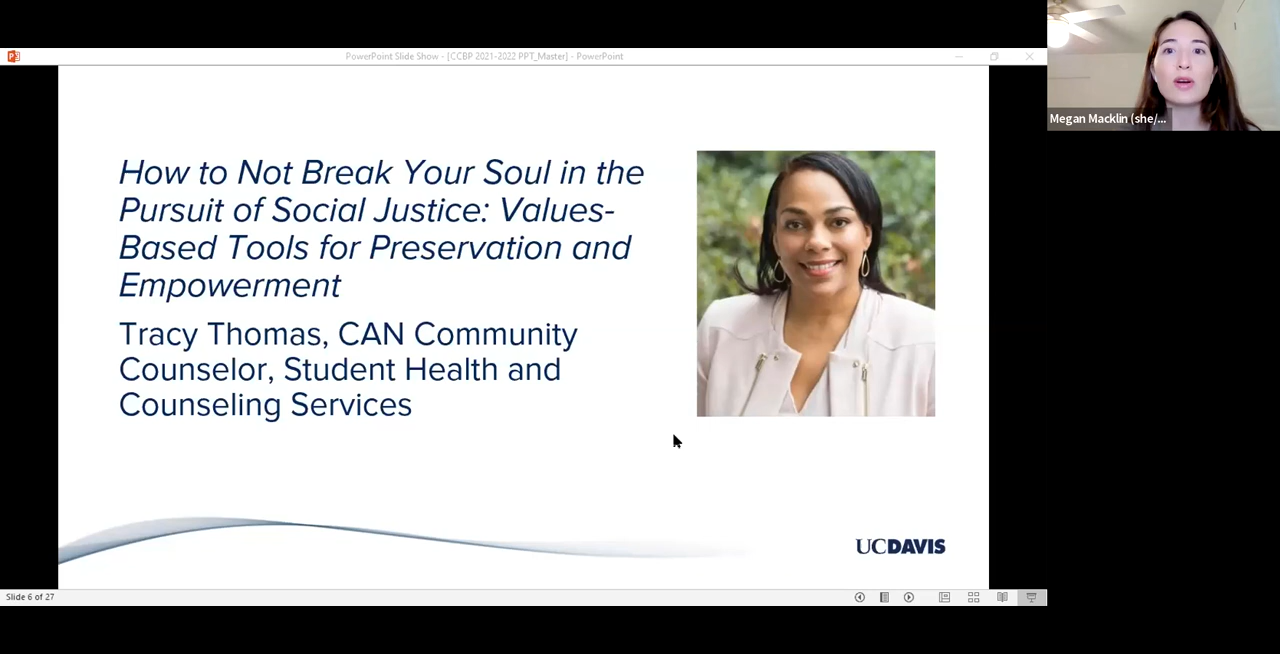 PowerPoint Slide Show - [CCBP 2021-2022 PPT_Master] - PowerPoint
Megan Macklin (she/...
How to Not Break Your Soul in the
Pursuit of Social Justice: Values-
Based Tools for Preservation and
Empowerment
Tracy Thomas, CAN Community
Counselor, Student Health and
Counseling Services
UCDAVIS
Slide 6 of 27